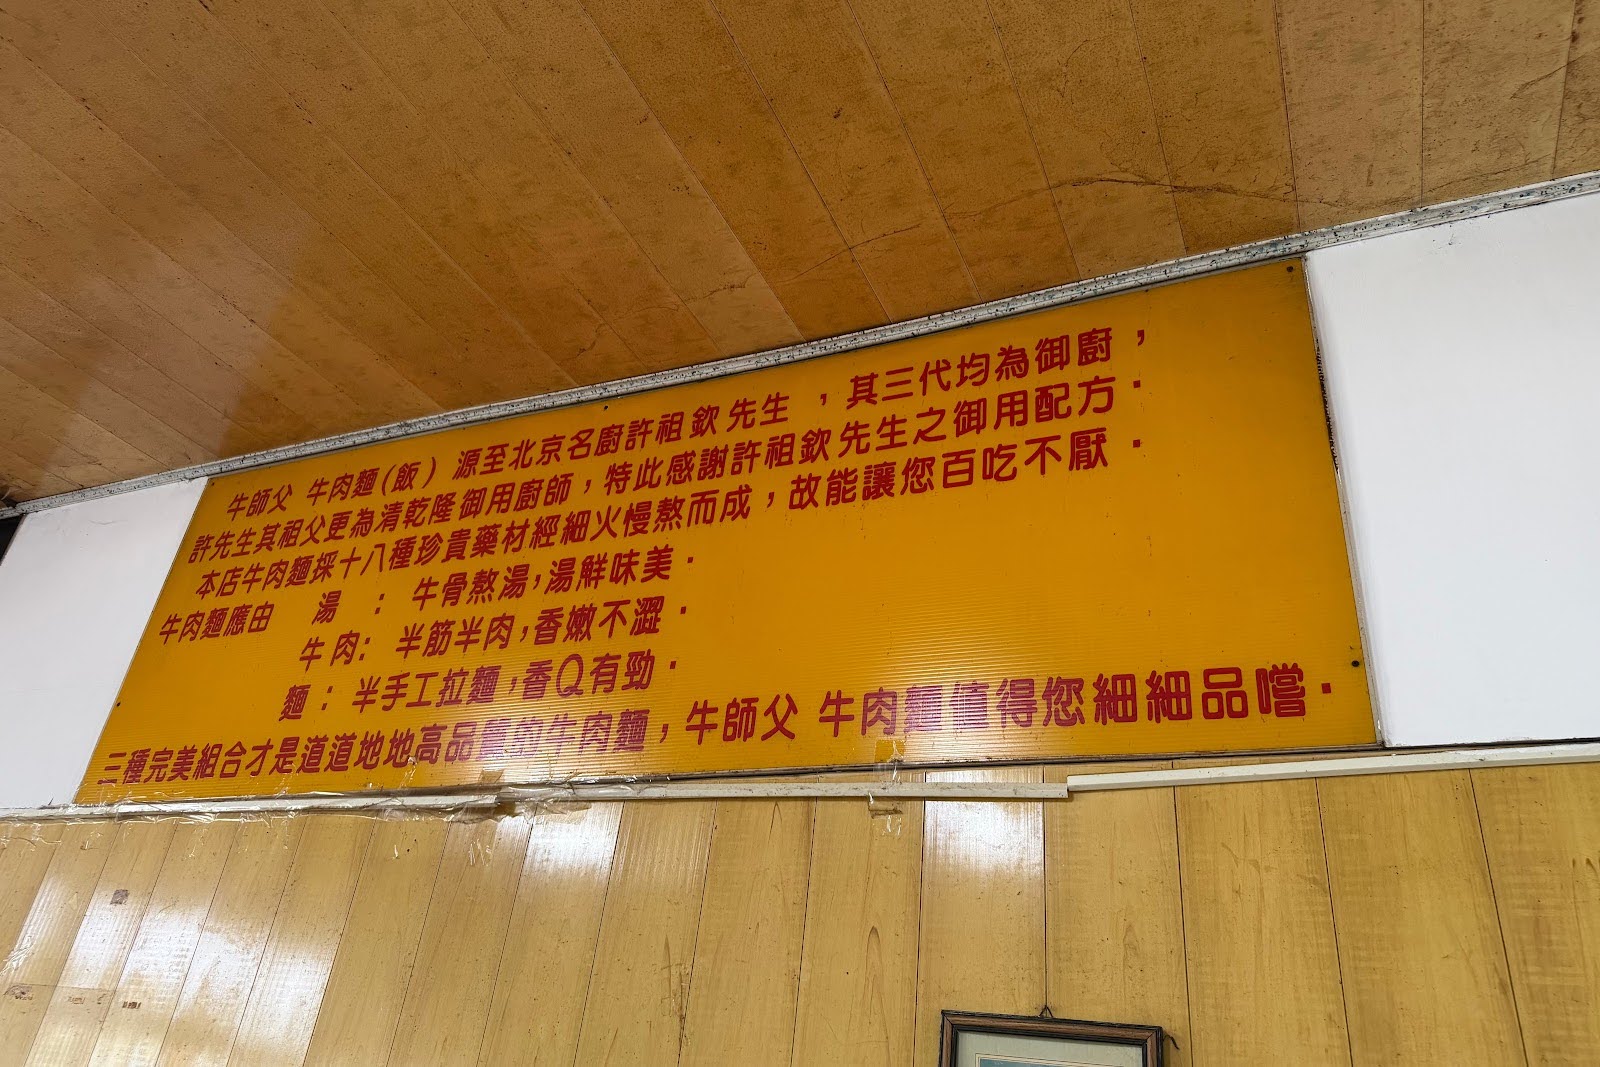 牛師父 牛肉麵(飯) 源至北京名廚許祖欽先生,其三代均為御廚,
許先生其祖父更為清乾隆御用廚師,特此感謝許祖欽先生之御用配方.
本店牛肉麵採十八種珍貴藥材經細火慢熬而成,故能讓您百吃不厭.
牛肉麵應由 湯 : 牛骨熬湯,湯鮮味美.
牛肉: 半筋半肉,香嫩不澀.
麵: 半手工拉麵,香Q有勁.
三種完美組合才是道道地地高品質的牛肉麵,牛師父 牛肉麵值得您細細品嚐.